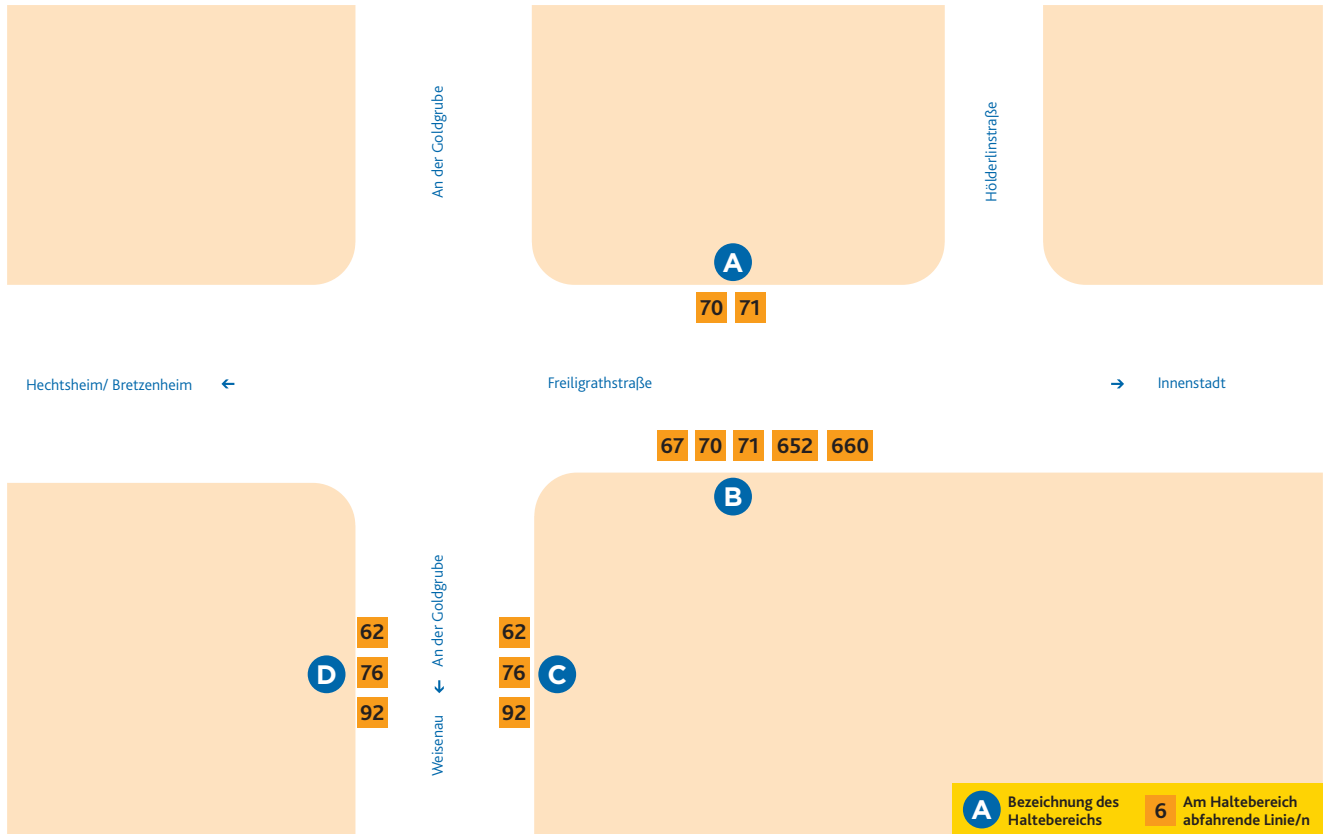 An der Goldgrube
Hölderlinstraße
A
70 71
Hechtsheim/ Bretzenheim ←
Freiligrathstraße
→ Innenstadt
67 70 71 652 660
B
An der Goldgrube
Weisenau ←
D
62
76
92
62
76
92
C
A Bezeichnung des
Haltebereichs
6 Am Haltebereich
abfahrende Linie/n